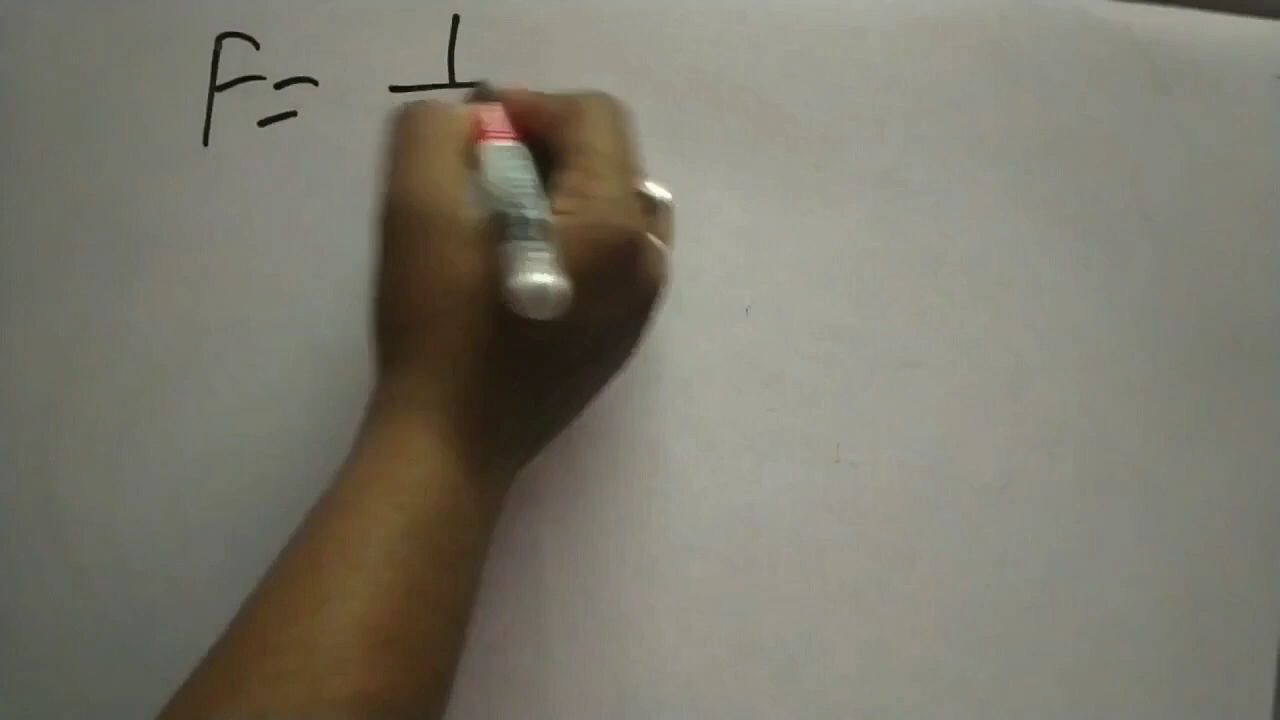 F = 1